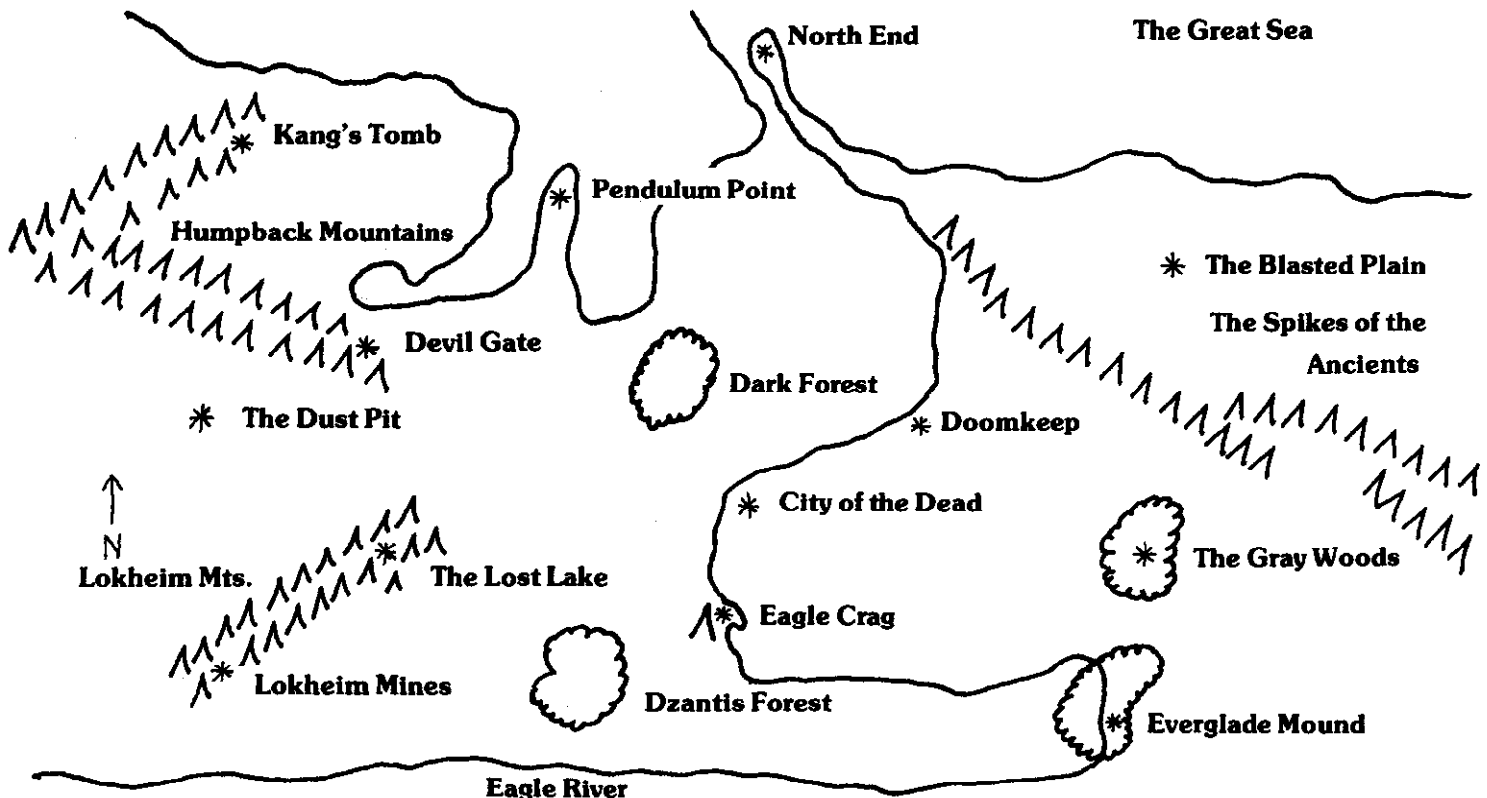 North End
The Great Sea
Kang's Tomb
Pendulum Point
Humpback Mountains
The Blasted Plain
The Spikes of the
Ancients
Devil Gate
Dark Forest
The Dust Pit
Doomkeep
City of the Dead
N
The Gray Woods
Lokheim Mts.
The Lost Lake
Eagle Crag
Lokheim Mines
Dzantis Forest
Everglade Mound
Eagle River